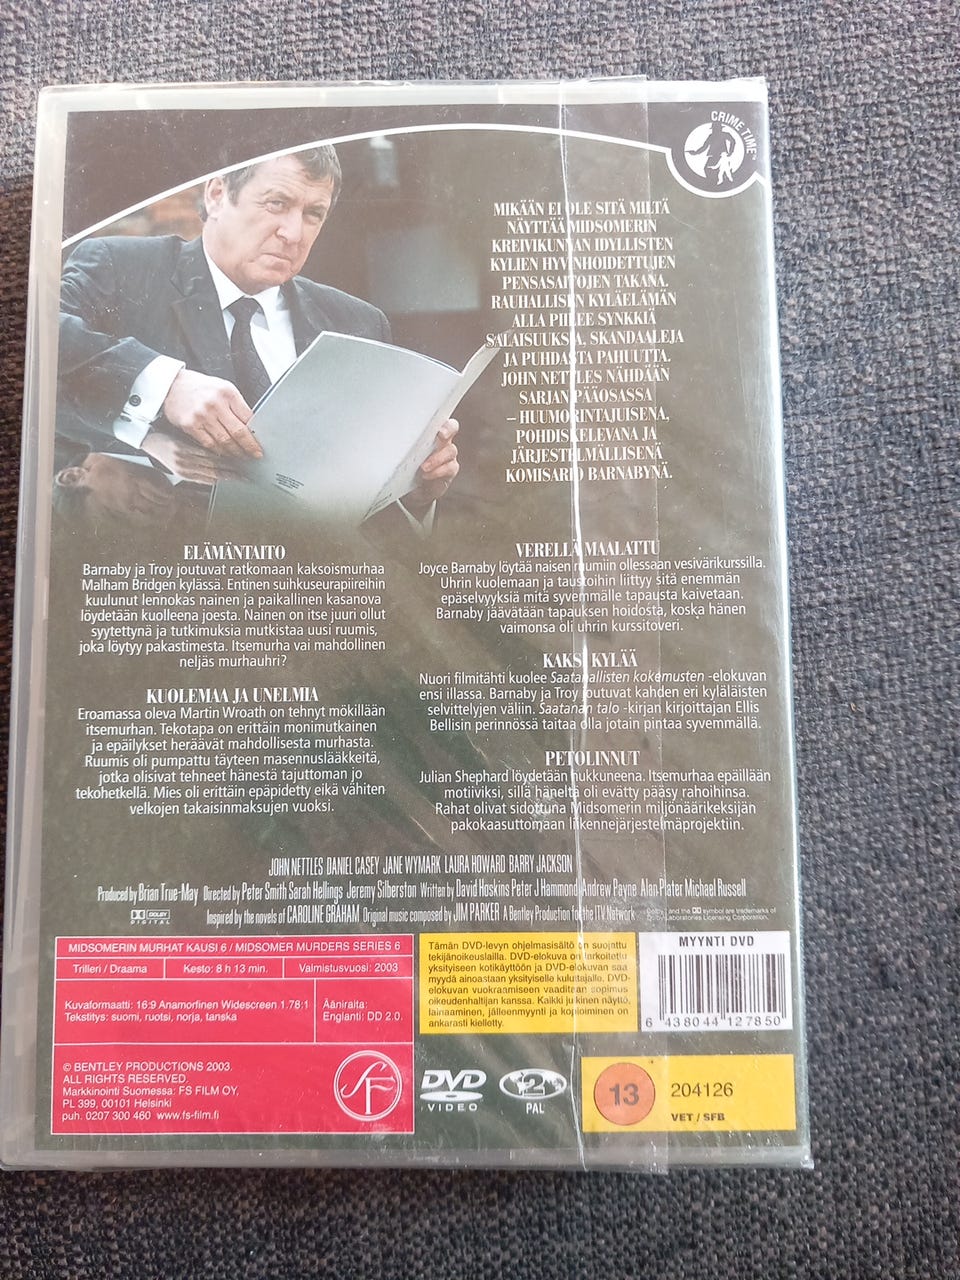 CRIME TIME
MIKÄÄN EI OLE SITÄ MILTÄ
NÄYTTÄÄ MIDSOMERIN
KREIVIKUNNAN IDYLLISTEN
KYLIEN HYVINHOIDETTUJEN
PENSASAITOJEN TAKANA.
RAUHALLISEN KYLÄELÄMÄN
ALLA PIILEE SYNKKIÄ
SALAISUUKSIA, SKANDAALEJA
JA PUHDASTA PAHUUTTA.
JOHN NETTLES NÄHDÄÄN
SARJAN PÄÄOSASSA
– HUUMORINTAJUISENA,
POHDISKELEVANA JA
JÄRJESTELMÄLLISENÄ
KOMISARIO BARNABYNÄ.
ELÄMÄNTAITO
Barnaby ja Troy joutuvat ratkomaan kaksoismurhaa
Malham Bridgen kylässä. Entinen suihkuseurapiireihin
kuulunut lennokas nainen ja paikallinen kasanova
löydetään kuolleena joesta. Nainen on itse juuri ollut
syytettynä ja tutkimuksia mutkistaa uusi ruumis,
joka löytyy pakastimesta. Itsemurha vai mahdollinen
neljäs murhauhri?
KUOLEMAA JA UNELMIA
Eroamassa oleva Martin Wroath on tehnyt mökillään
itsemurhan. Tekotapa on erittäin monimutkainen
ja epäilykset heräävät mahdollisesta murhasta.
Ruumis oli pumpattu täyteen masennuslääkkeitä,
jotka olisivat tehneet hänestä tajuttoman jo
tekohetkellä. Mies oli erittäin epäpidetty eikä vähiten
velkojen takaisinmaksujen vuoksi.
VERELLÄ MAALATTU
Joyce Barnaby löytää naisen ruumiin ollessaan vesivärikurssilla.
Uhrin kuolemaan ja taustoihin liittyy sitä enemmän
epäselvyyksiä mitä syvemmälle tapausta kaivetaan.
Barnaby jäävätään tapauksen hoidosta, koska hänen
vaimonsa oli uhrin kurssitoveri.
KAKSI KYLÄÄ
Nuori filmitähti kuolee Saatanallisten kokemusten -elokuvan
ensi illassa. Barnaby ja Troy joutuvat kahden eri kyläläisten
selvittelyjen väliin. Saatanan talo -kirjan kirjoittajan Ellis
Bellisin perinnössä taitaa olla jotain pintaa syvemmällä.
PETOLINNUT
Julian Shephard löydetään hukkuneena. Itsemurhaa epäillään
motiiviksi, sillä häneltä oli evätty pääsy rahoihinsa.
Rahat olivat sidottuna Midsomerin miljönäärikeksijän
pakokaasuttomaan liikennejärjestelmäprojektiin.
JOHN NETTLES DANIEL CASEY JANE WYMARK LAURA HOWARD BARRY JACKSON
Produced by Brian True-May Directed by Peter Smith Sarah Hellings Jeremy Silberston Written by David Hoskins Peter J Hammond Andrew Payne Alan Plater Michael Russell
Inspired by the novels of CAROLINE GRAHAM Original music composed by JIM PARKER A Bentley Production for the ITV Network
DOLBY
DIGITAL
Dolby and the DD symbol are trademarks of
Dolby Laboratories Licensing Corporation.
MIDSOMERIN MURHAT KAUSI 6 / MIDSOMER MURDERS SERIES 6
Trilleri / Draama Kesto: 8 h 13 min. Valmistusvuosi: 2003
Kuvaformaatti: 16:9 Anamorfinen Widescreen 1.78:1
Tekstitys: suomi, ruotsi, norja, tanska
Ääniraita:
Englanti: DD 2.0.
© BENTLEY PRODUCTIONS 2003.
ALL RIGHTS RESERVED.
Markkinointi Suomessa: FS FILM OY,
PL 399, 00101 Helsinki
puh. 0207 300 460 www.fs-film.fi
SF
Tämän DVD-levyn ohjelmasisältö on suojattu
tekijänoikeuslailla. DVD-elokuva on tarkoitettu
yksityiseen kotikäyttöön ja DVD-elokuvan saa
myydä ainoastaan yksityiselle kuluttajalle. DVD-
elokuvan vuokraamiseen vaaditaan sopimus
oikeudenhaltijan kanssa. Kaikki julkinen näyttö,
lainaaminen, jälleenmyynti ja kopioiminen on
ankarasti kielletty.
MYYNTI DVD
6 438044 127850
DVD
VIDEO
2
PAL
13
204126
VET / SFB